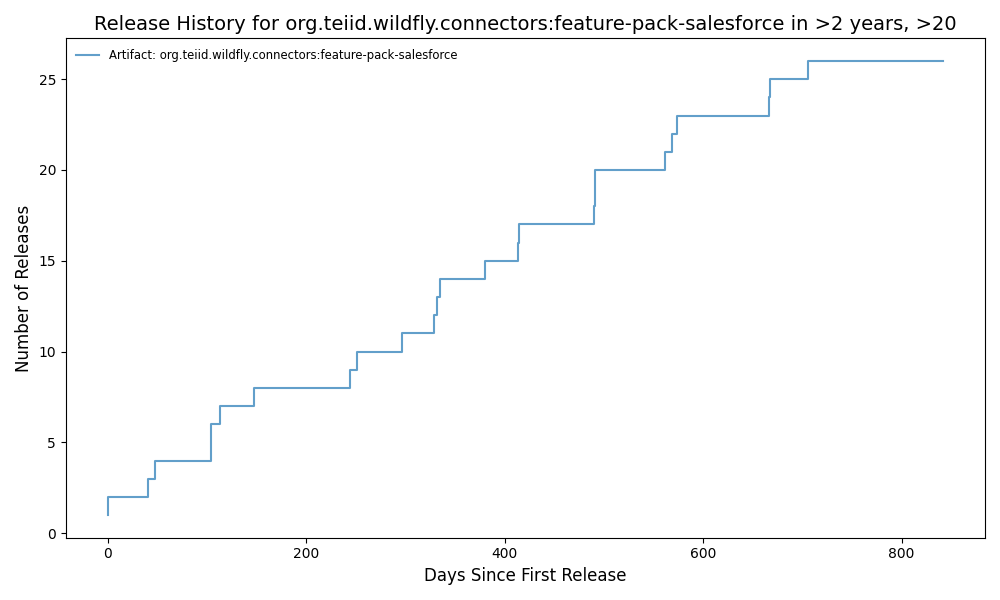 Release History for org.teiid.wildfly.connectors:feature-pack-salesforce in >2 years, >20
Artifact: org.teiid.wildfly.connectors:feature-pack-salesforce
Number of Releases
25
20
15
10
5
0
0 200 400 600 800
Days Since First Release